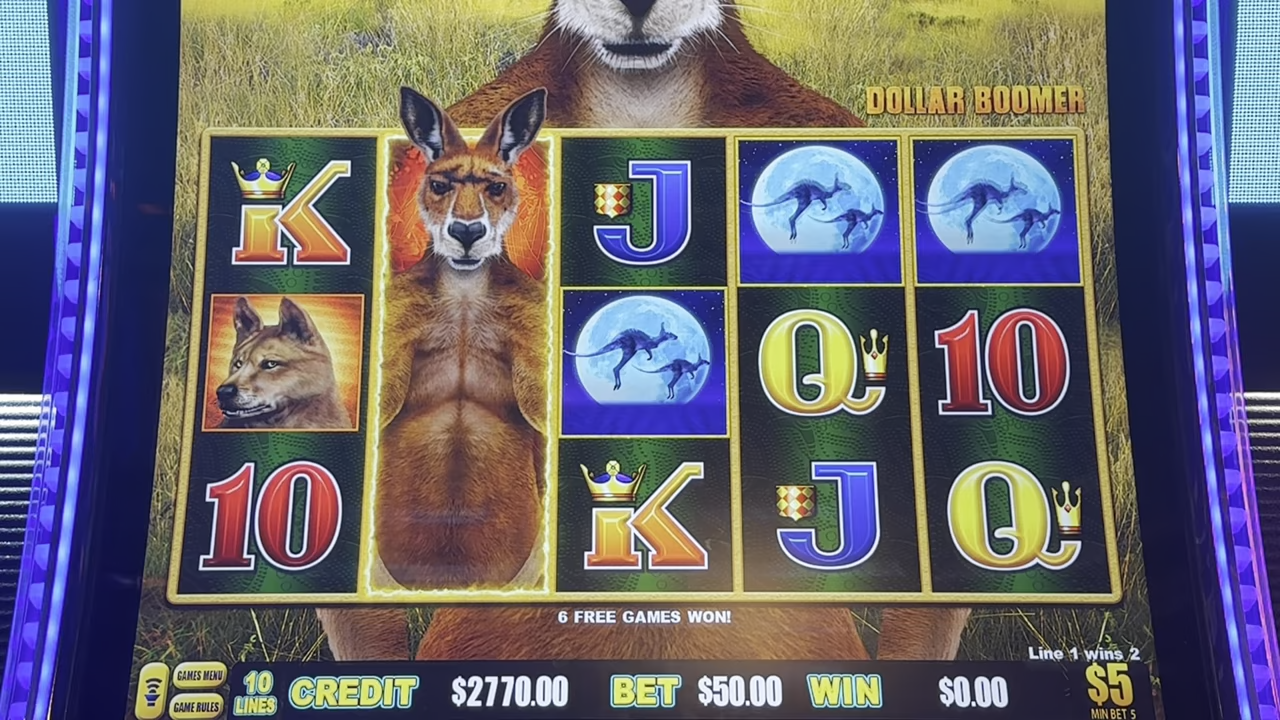 DOLLAR BOOMER
K
J
Q
10
10
K
J
Q
6 FREE GAMES WON!
Line 1 wins 2
GAMES MENU
GAME RULES
10 LINES
CREDIT $2770.00 BET $50.00 WIN $0.00
$5
MIN BET 5